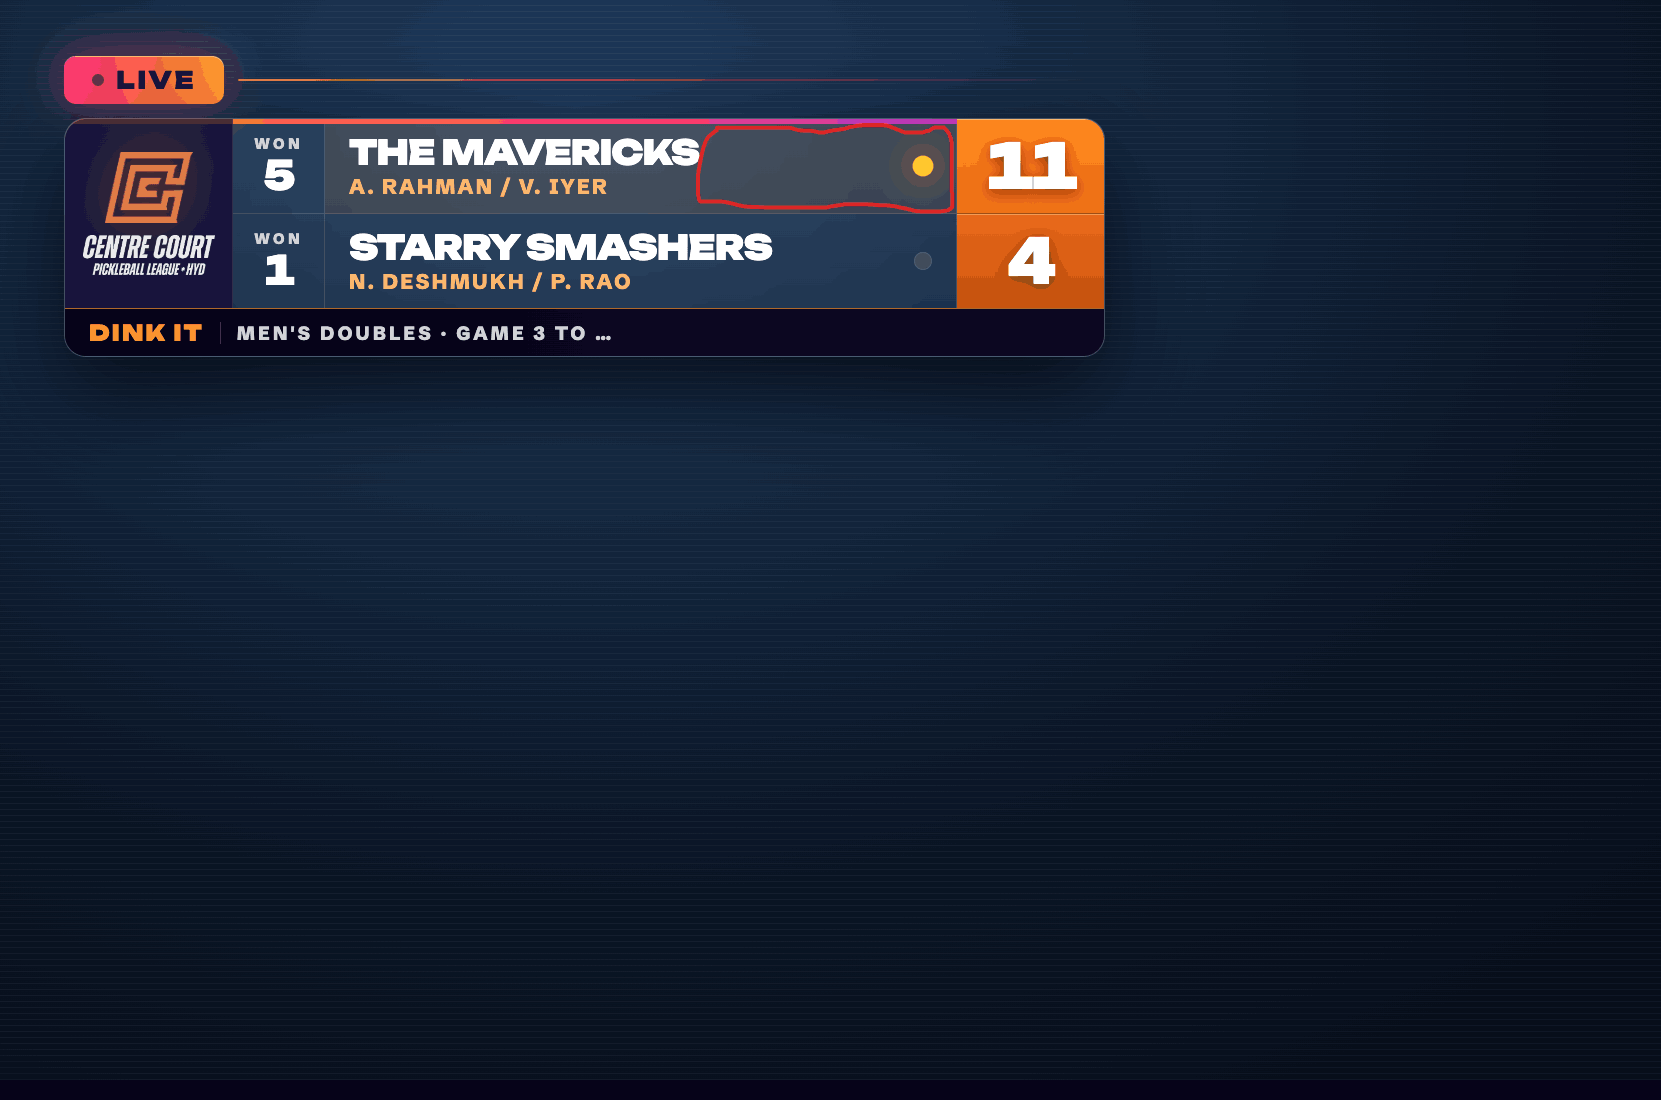 LIVE
CENTRE COURT
PICKLEBALL LEAGUE • HYD
WON
5
THE MAVERICKS
A. RAHMAN / V. IYER
11
WON
1
STARRY SMASHERS
N. DESHMUKH / P. RAO
4
DINK IT
MEN'S DOUBLES · GAME 3 TO …